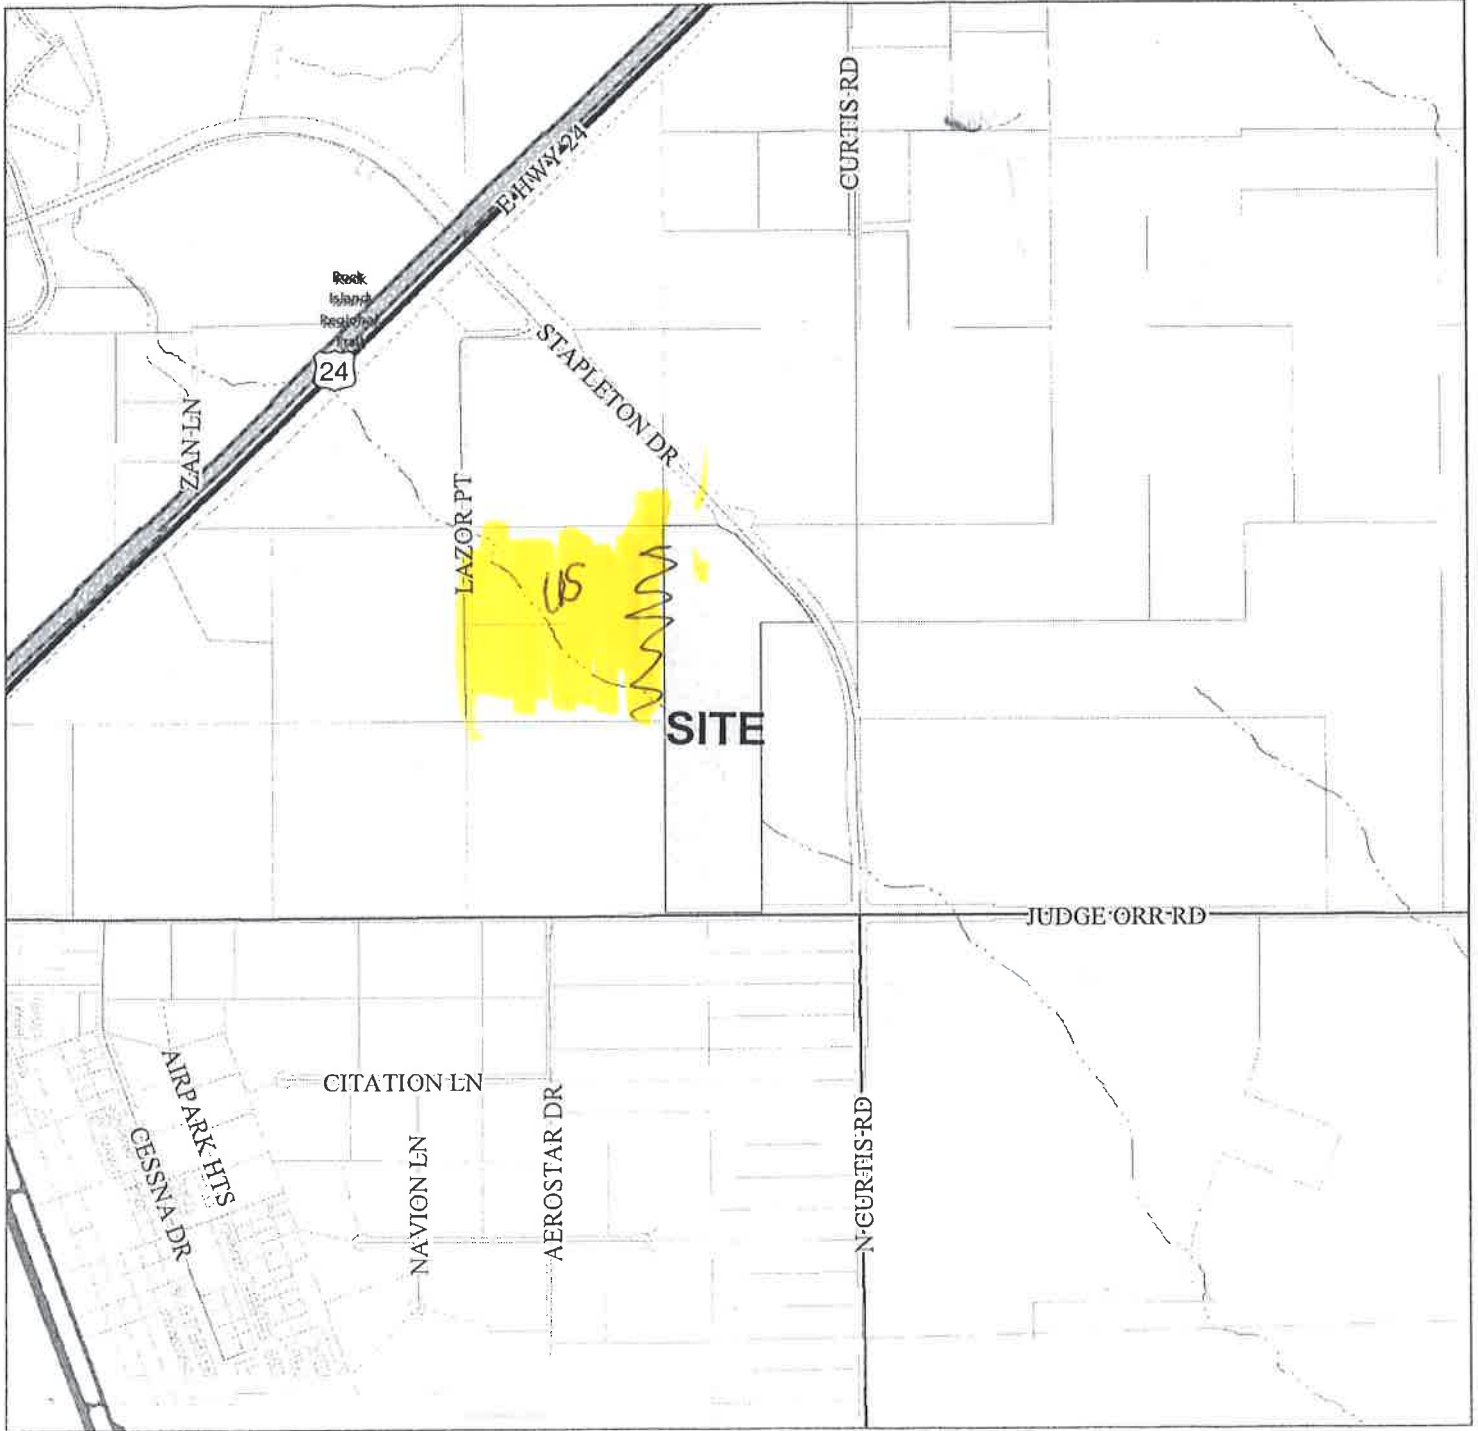 CURTIS RD
E HWY 24
Rock
Island
Regional
Trail
24
STAPLETON DR
ZAN LN
LAZOR PT
US
SITE
JUDGE ORR RD
AIRPARK HTS
CITATION LN
CESSNA DR
NAVION LN
AEROSTAR DR
N CURTIS RD